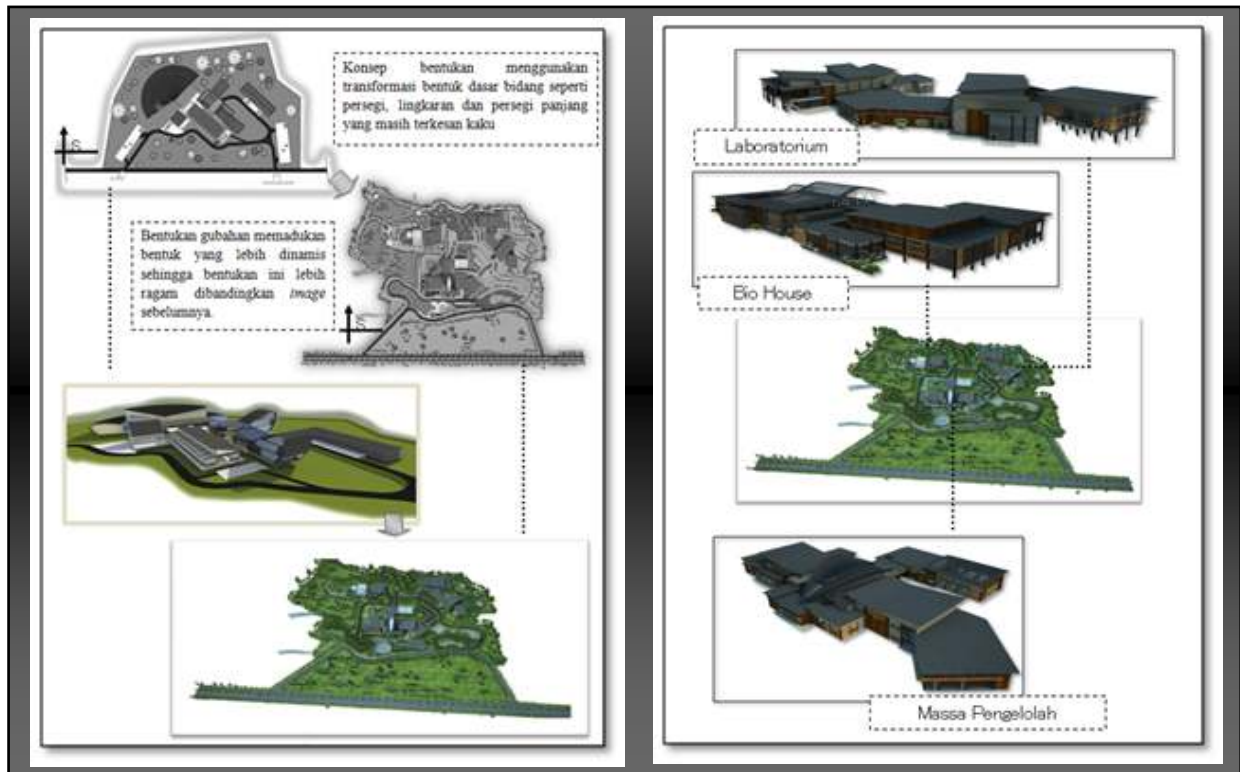 Konsep bentukan menggunakan
transformasi bentuk dasar bidang seperti
persegi, lingkaran dan persegi panjang
yang masih terkesan kaku
S
Bentukan gubahan memadukan
bentuk yang lebih dinamis
sehingga bentukan ini lebih
ragam dibandingkan image
sebelumnya.
S
Laboratorium
Bio House
Massa Pengelolah